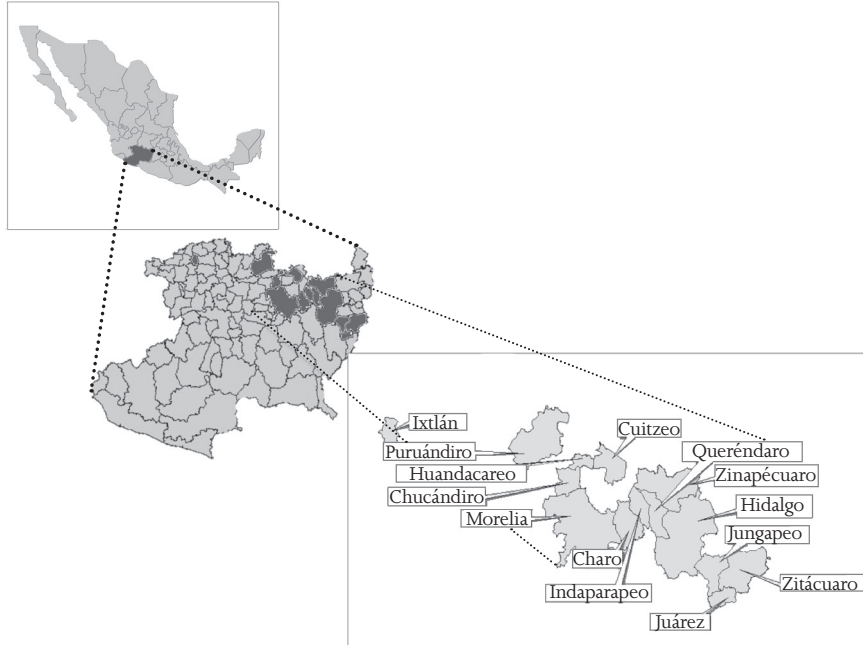 Ixtlán
Cuitzeo
Puruándiro
Queréndaro
Huandacareo
Zinapécuaro
Chucándiro
Hidalgo
Morelia
Jungapeo
Charo
Zitácuaro
Indaparapeo
Juárez